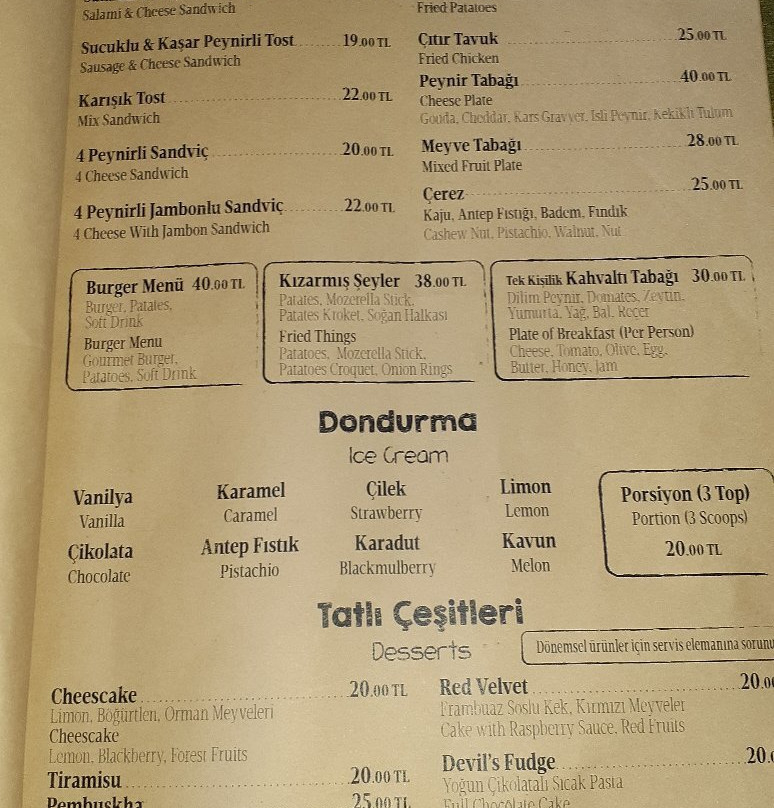 Salami & Cheese Sandwich
Sucuklu & Kaşar Peynirli Tost 19.00 TL
Sausage & Cheese Sandwich
Karışık Tost 22.00 TL
Mix Sandwich
4 Peynirli Sandviç 20.00 TL
4 Cheese Sandwich
4 Peynirli Jambonlu Sandviç 22.00 TL
4 Cheese With Jambon Sandwich
Fried Patatoes
Çıtır Tavuk 25.00 TL
Fried Chicken
Peynir Tabağı 40.00 TL
Cheese Plate
Gouda, Cheddar, Kars Gravyer, İsli Peynir, Kekikli Tulum
Meyve Tabağı 28.00 TL
Mixed Fruit Plate
Çerez 25.00 TL
Kaju, Antep Fıstığı, Badem, Fındık
Cashew Nut, Pistachio, Walnut, Nut
Burger Menü 40.00 TL
Burger, Patates,
Soft Drink
Burger Menu
Gourmet Burger,
Patatoes, Soft Drink
Kızarmış Şeyler 38.00 TL
Patates, Mozerella Stick,
Patates Kroket, Soğan Halkası
Fried Things
Patatoes, Mozerella Stick,
Patatoes Croquet, Onion Rings
Tek Kişilik Kahvaltı Tabağı 30.00 TL
Dilim Peynir, Domates, Zeytin,
Yumurta, Yağ, Bal, Reçer
Plate of Breakfast (Per Person)
Cheese, Tomato, Olive, Egg,
Butter, Honey, Jam
Dondurma
Ice Cream
Vanilya
Vanilla
Karamel
Caramel
Çilek
Strawberry
Limon
Lemon
Çikolata
Chocolate
Antep Fıstık
Pistachio
Karadut
Blackmulberry
Kavun
Melon
Porsiyon (3 Top)
Portion (3 Scoops)
20.00 TL
Tatlı Çeşitleri
Desserts
Dönemsel ürünler için servis elemanına sorunu
Cheescake 20.00 TL
Limon, Böğürtlen, Orman Meyveleri
Cheescake
Lemon, Blackberry, Forest Fruits
Tiramisu 20.00 TL
Pembuskha 25.00 TL
Red Velvet 20.0
Frambuaz Soslu Kek, Kırmızı Meyveler
Cake with Raspberry Sauce, Red Fruits
Devil's Fudge 20.
Yoğun Çikolatalı Sıcak Pasta
Full Chocolate Cake